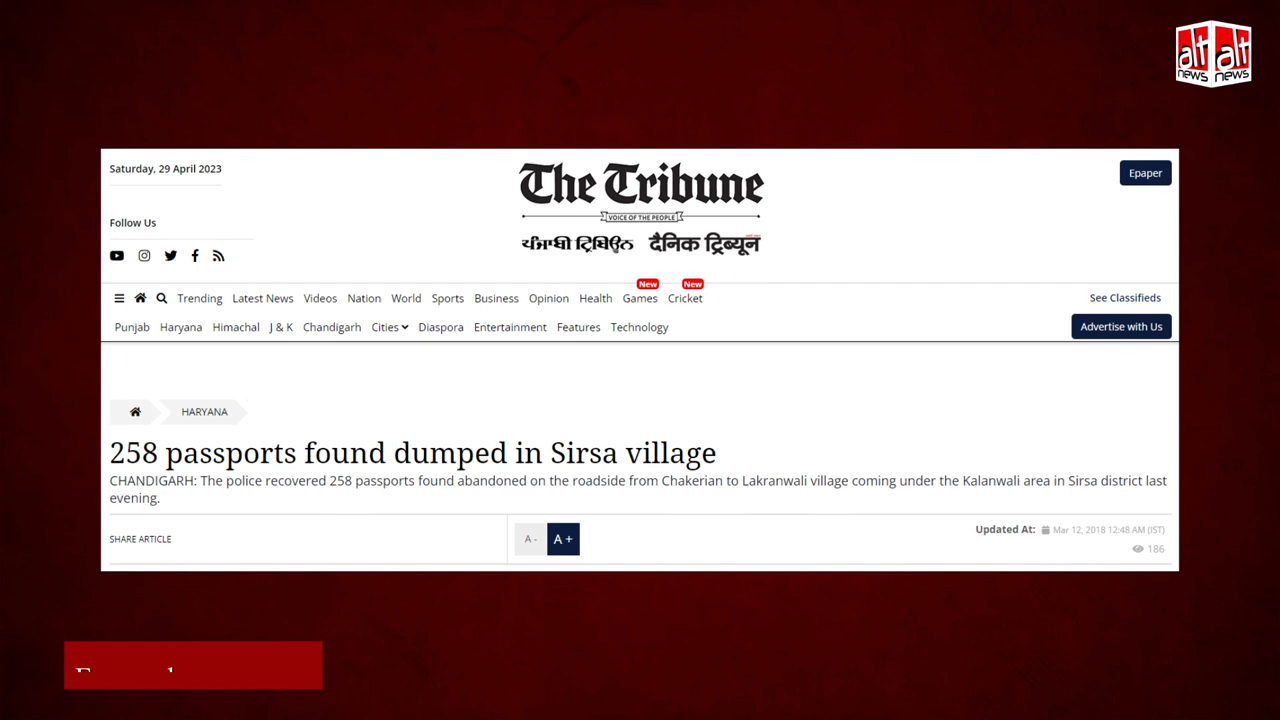 alt alt
news news
Saturday, 29 April 2023
The Tribune
Epaper
VOICE OF THE PEOPLE
Follow Us
ਪੰਜਾਬੀ ਟ੍ਰਿਬਿਊਨ दैनिक ट्रिब्यून
New New
Trending Latest News Videos Nation World Sports Business Opinion Health Games Cricket See Classifieds
Punjab Haryana Himachal J & K Chandigarh Cities Diaspora Entertainment Features Technology Advertise with Us
HARYANA
258 passports found dumped in Sirsa village
CHANDIGARH: The police recovered 258 passports found abandoned on the roadside from Chakerian to Lakranwali village coming under the Kalanwali area in Sirsa district last
evening.
SHARE ARTICLE A - A + Updated At: Mar 12, 2018 12:48 AM (IST)
186